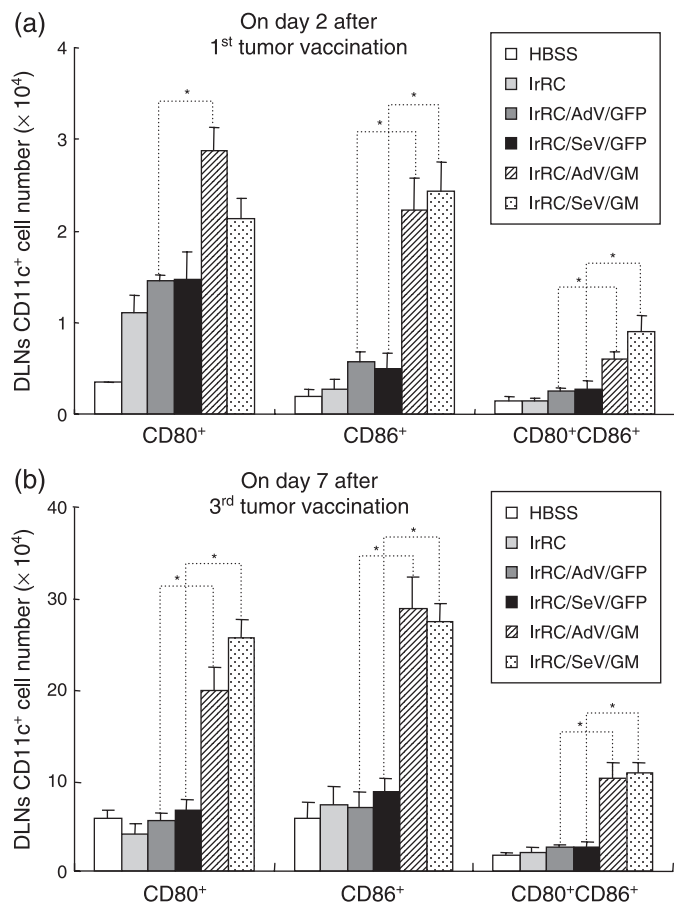 (a)
On day 2 after
1st tumor vaccination
DLNs CD11c+ cell number (× 10⁴)
4
3
2
1
0
HBSS
IrRC
IrRC/AdV/GFP
IrRC/SeV/GFP
IrRC/AdV/GM
IrRC/SeV/GM
*
*
*
*
*
CD80+
CD86+
CD80+CD86+
(b)
On day 7 after
3rd tumor vaccination
DLNs CD11c+ cell number (× 10⁴)
40
30
20
10
0
HBSS
IrRC
IrRC/AdV/GFP
IrRC/SeV/GFP
IrRC/AdV/GM
IrRC/SeV/GM
*
*
*
*
*
*
CD80+
CD86+
CD80+CD86+